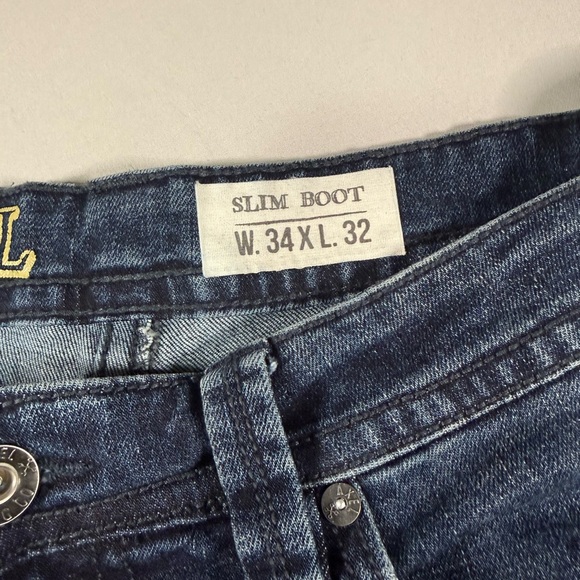 L
SLIM BOOT
W. 34 X L. 32